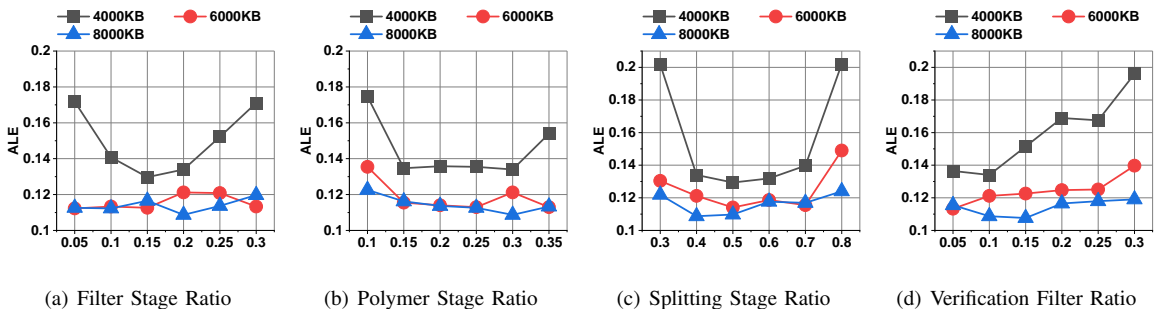 4000KB 6000KB
8000KB
0.2
0.18
0.16
0.14
0.12
0.1
ALE
0.05 0.1 0.15 0.2 0.25 0.3
(a) Filter Stage Ratio
4000KB 6000KB
8000KB
0.2
0.18
0.16
0.14
0.12
0.1
ALE
0.1 0.15 0.2 0.25 0.3 0.35
(b) Polymer Stage Ratio
4000KB 6000KB
8000KB
0.2
0.18
0.16
0.14
0.12
0.1
ALE
0.3 0.4 0.5 0.6 0.7 0.8
(c) Splitting Stage Ratio
4000KB 6000KB
8000KB
0.2
0.18
0.16
0.14
0.12
0.1
ALE
0.05 0.1 0.15 0.2 0.25 0.3
(d) Verification Filter Ratio